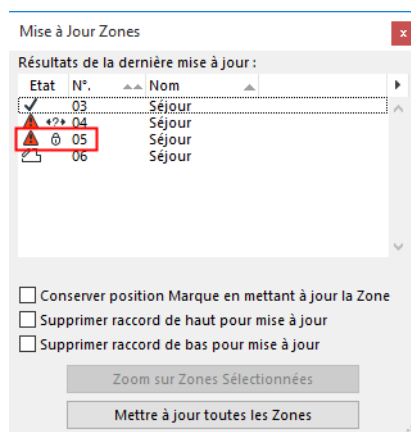 Mise à Jour Zones
Résultats de la dernière mise à jour :
Etat N°. Nom
03 Séjour
04 Séjour
05 Séjour
06 Séjour
Conserver position Marque en mettant à jour la Zone
Supprimer raccord de haut pour mise à jour
Supprimer raccord de bas pour mise à jour
Zoom sur Zones Sélectionnées
Mettre à jour toutes les Zones